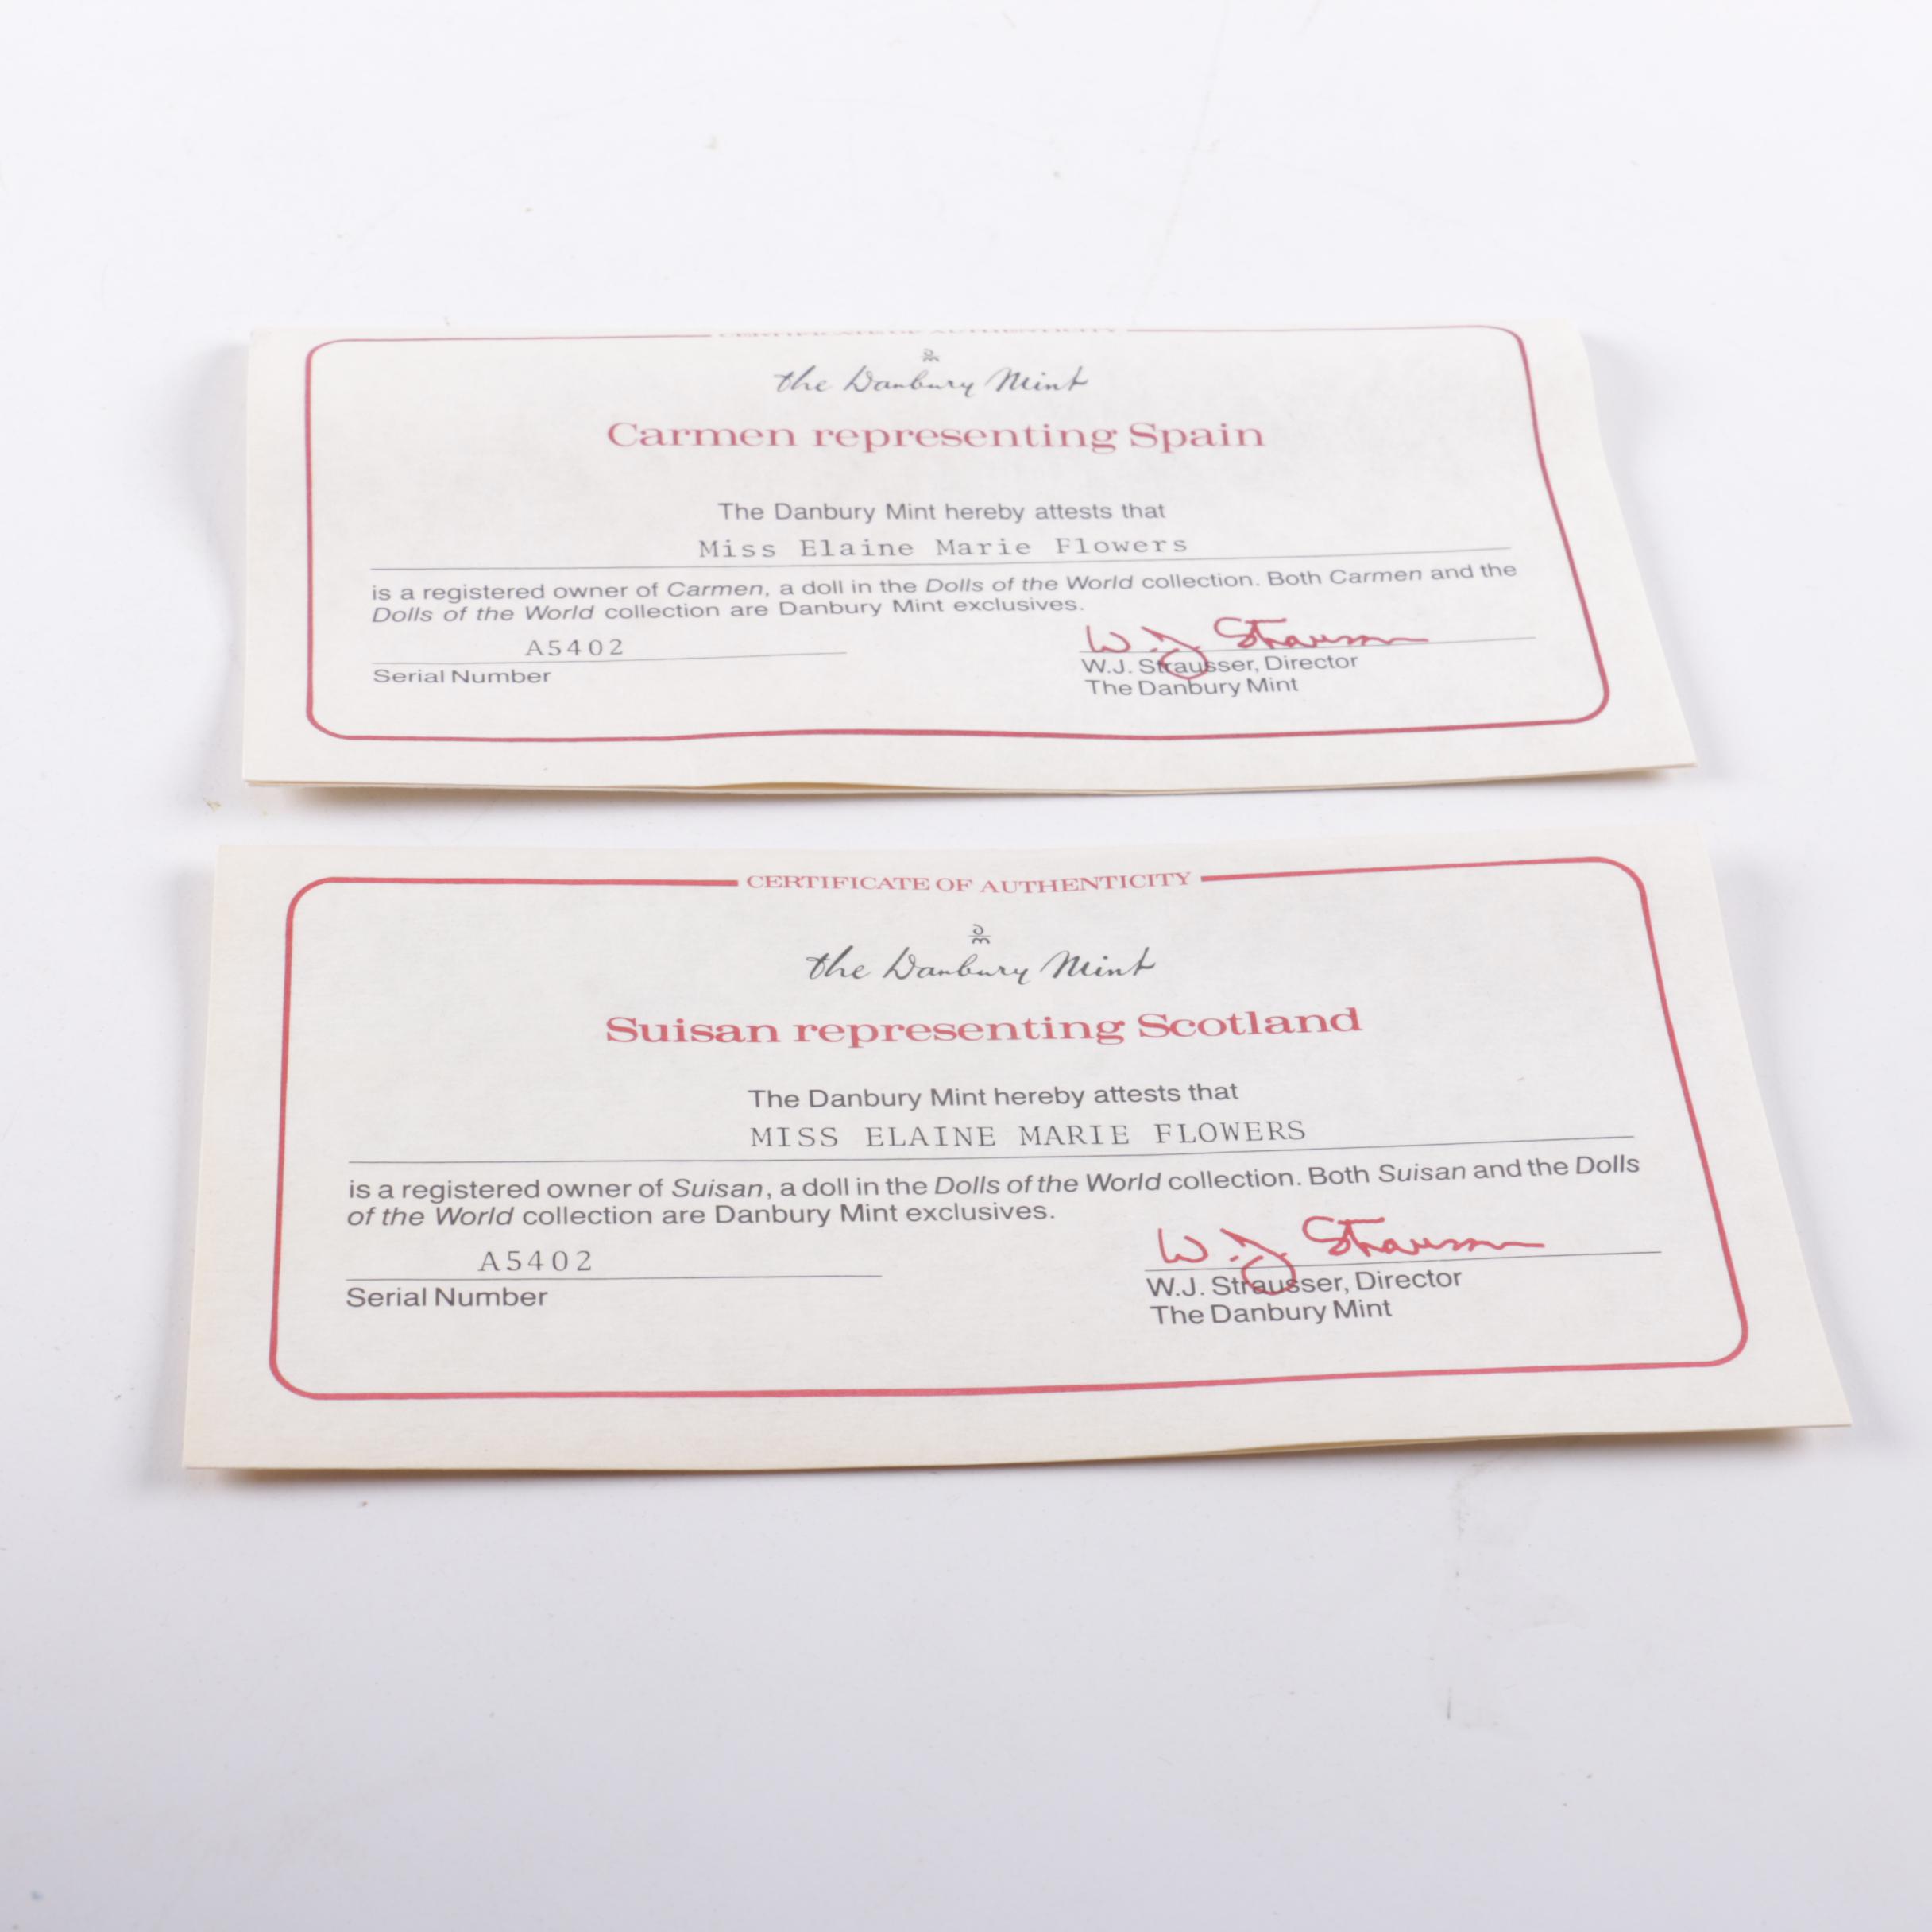 CERTIFICATE OF AUTHENTICITY
the Danbury Mint
Carmen representing Spain
The Danbury Mint hereby attests that
Miss Elaine Marie Flowers
is a registered owner of Carmen, a doll in the Dolls of the World collection. Both Carmen and the
Dolls of the World collection are Danbury Mint exclusives.
A5402
Serial Number
W.J. Strausser
W.J. Strausser, Director
The Danbury Mint
CERTIFICATE OF AUTHENTICITY
the Danbury Mint
Suisan representing Scotland
The Danbury Mint hereby attests that
MISS ELAINE MARIE FLOWERS
is a registered owner of Suisan, a doll in the Dolls of the World collection. Both Suisan and the Dolls
of the World collection are Danbury Mint exclusives.
A5402
Serial Number
W.J. Strausser
W.J. Strausser, Director
The Danbury Mint